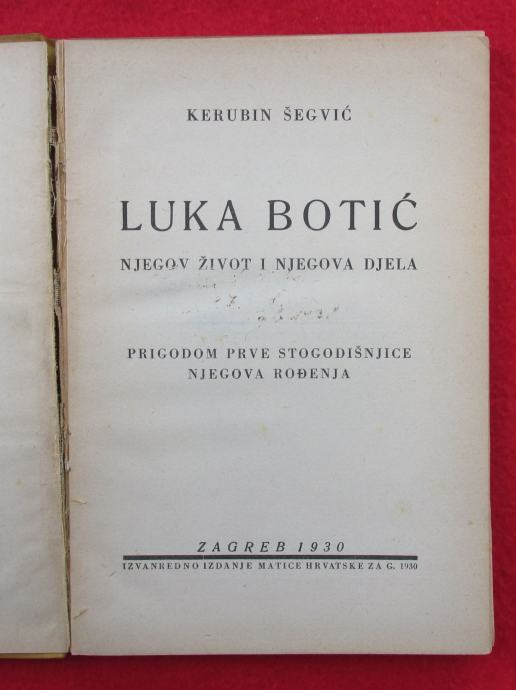 KERUBIN ŠEGVIĆ
LUKA BOTIĆ
NJEGOV ŽIVOT I NJEGOVA DJELA
PRIGODOM PRVE STOGODIŠNJICE
NJEGOVA ROĐENJA
ZAGREB 1930
IZVANREDNO IZDANJE MATICE HRVATSKE ZA G. 1930